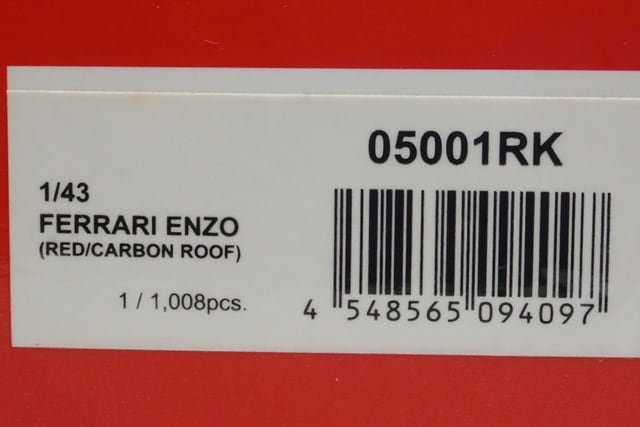 05001RK
1/43
FERRARI ENZO
(RED/CARBON ROOF)
1 / 1,008pcs.
4 548565 094097